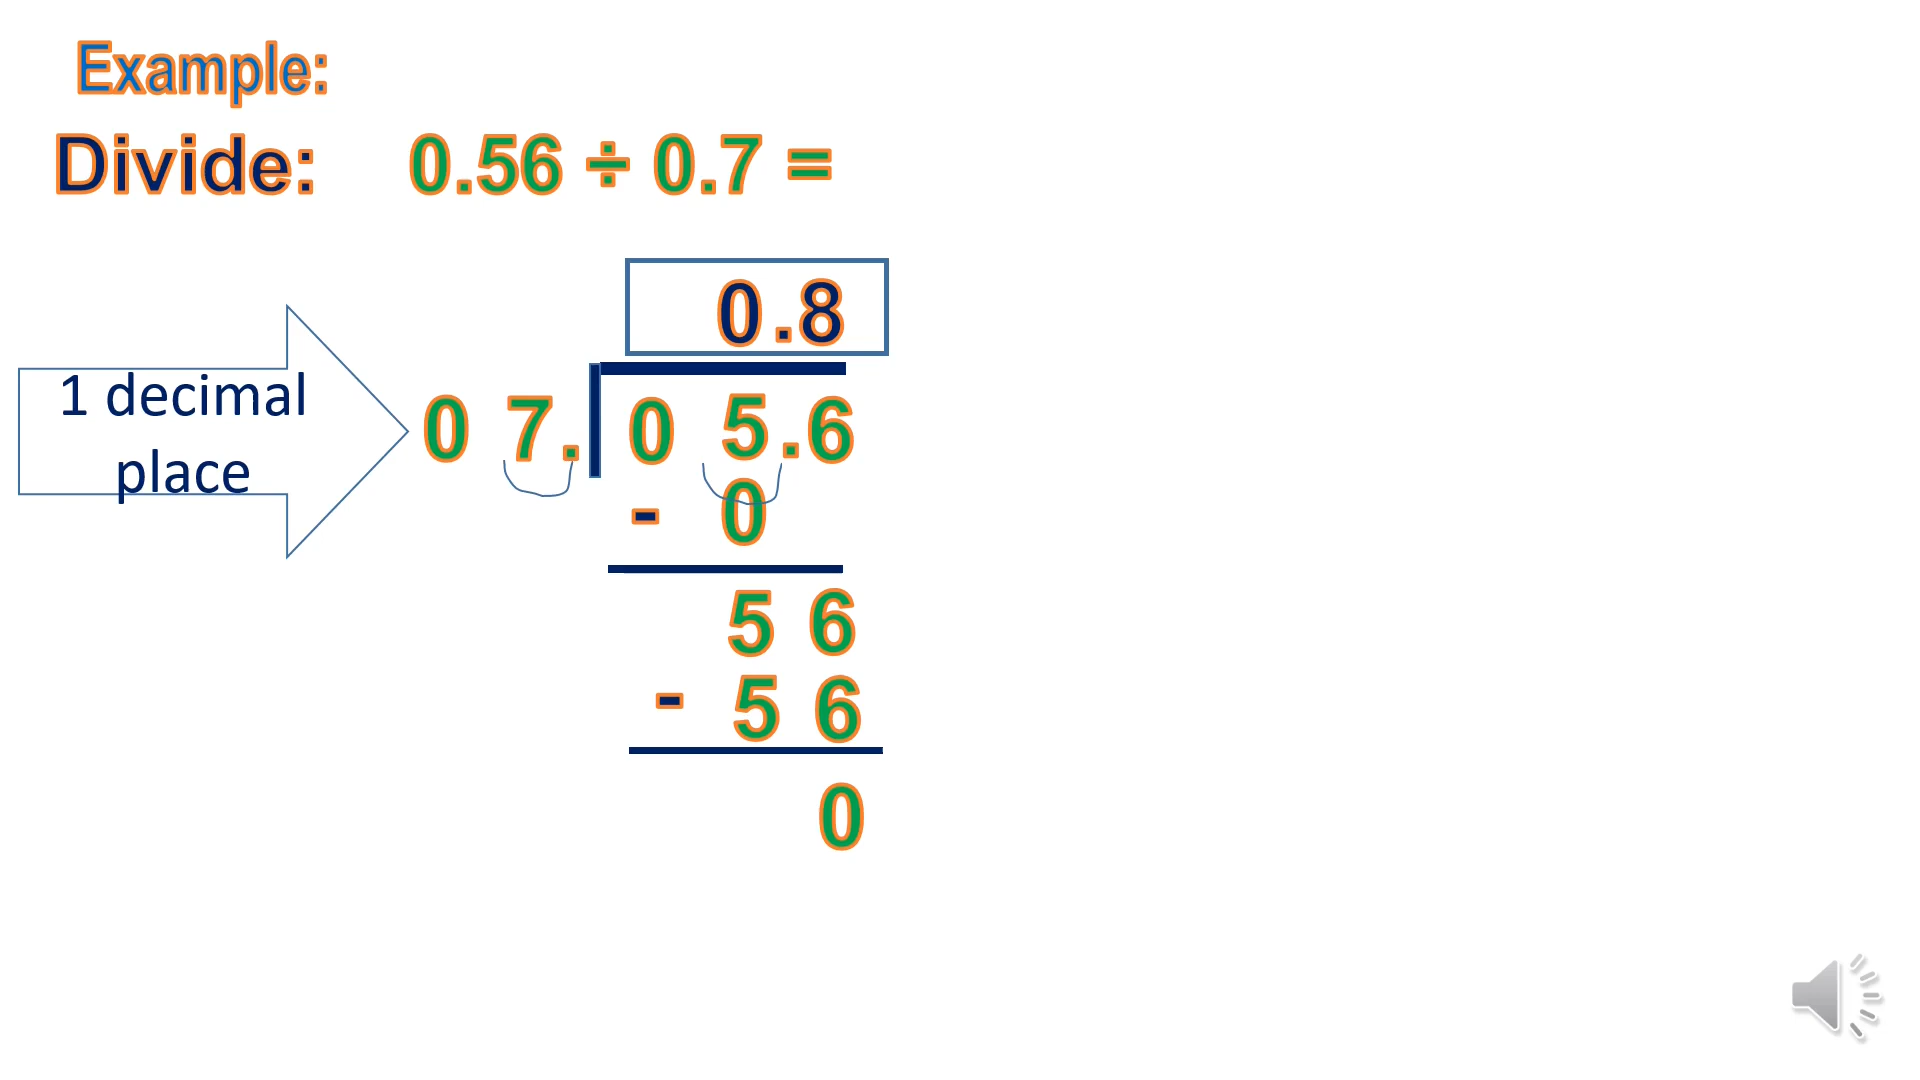 Example:
Divide: 0.56 ÷ 0.7 =
0.8
1 decimal
place
0 7. 0 5.6
- 0
5 6
- 5 6
0